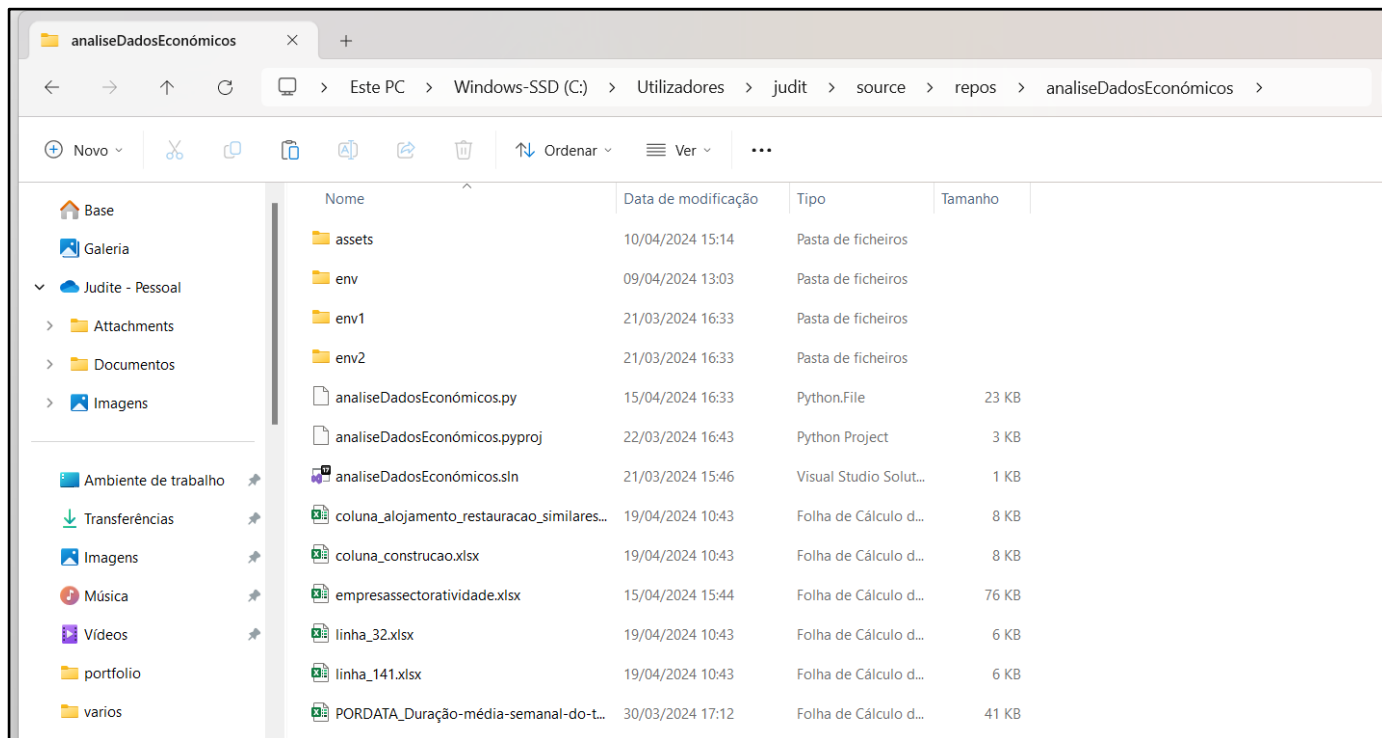 analiseDadosEconómicos
Este PC > Windows-SSD (C:) > Utilizadores > judit > source > repos > analiseDadosEconómicos >
Novo Ordenar Ver ...
Nome Data de modificação Tipo Tamanho
Base
Galeria
Judite - Pessoal
Attachments
Documentos
Imagens
Ambiente de trabalho
Transferências
Imagens
Música
Vídeos
portfolio
varios
assets 10/04/2024 15:14 Pasta de ficheiros
env 09/04/2024 13:03 Pasta de ficheiros
env1 21/03/2024 16:33 Pasta de ficheiros
env2 21/03/2024 16:33 Pasta de ficheiros
analiseDadosEconómicos.py 15/04/2024 16:33 Python.File 23 KB
analiseDadosEconómicos.pyproj 22/03/2024 16:43 Python Project 3 KB
analiseDadosEconómicos.sln 21/03/2024 15:46 Visual Studio Solut... 1 KB
coluna_alojamento_restauracao_similares... 19/04/2024 10:43 Folha de Cálculo d... 8 KB
coluna_construcao.xlsx 19/04/2024 10:43 Folha de Cálculo d... 8 KB
empresassectoratividade.xlsx 15/04/2024 15:44 Folha de Cálculo d... 76 KB
linha_32.xlsx 19/04/2024 10:43 Folha de Cálculo d... 6 KB
linha_141.xlsx 19/04/2024 10:43 Folha de Cálculo d... 6 KB
PORDATA_Duração-média-semanal-do-t... 30/03/2024 17:12 Folha de Cálculo d... 41 KB